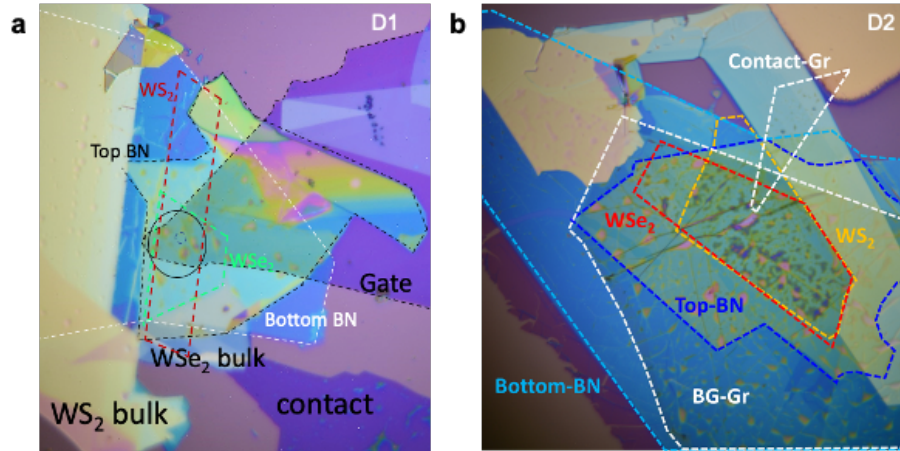 a
D1
WS₂
Top BN
WSe₂
Gate
Bottom BN
WSe₂ bulk
WS₂ bulk
contact
b
D2
Contact-Gr
WSe₂
WS₂
Top-BN
Bottom-BN
BG-Gr